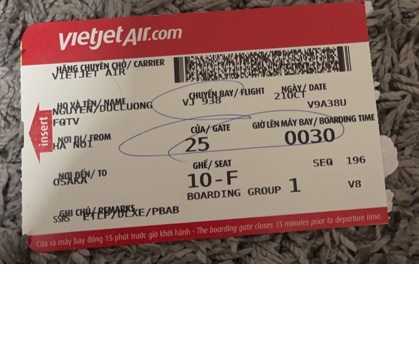 vietjetAir.com
HÃNG CHUYÊN CHỞ/ CARRIER
VIETJET AIR
CHUYẾN BAY/ FLIGHT NGÀY/ DATE
VJ 938 21OCT
HỌ VÀ TÊN/ NAME
NGUYEN/DUCLUONG V9A38U
FQTV
NƠI ĐI/ FROM CỬA/ GATE GIỜ LÊN MÁY BAY/ BOARDING TIME
HA NOI 25 0030
NƠI ĐẾN/ TO GHẾ/ SEAT SEQ 196
OSAKA 10-F
BOARDING GROUP 1 V8
GHI CHÚ/ REMARKS
SSRS ETLP/DLXE/PBAB
insert
Cửa ra máy bay đóng 15 phút trước giờ khởi hành - The boarding gate closes 15 minutes prior to departure time.